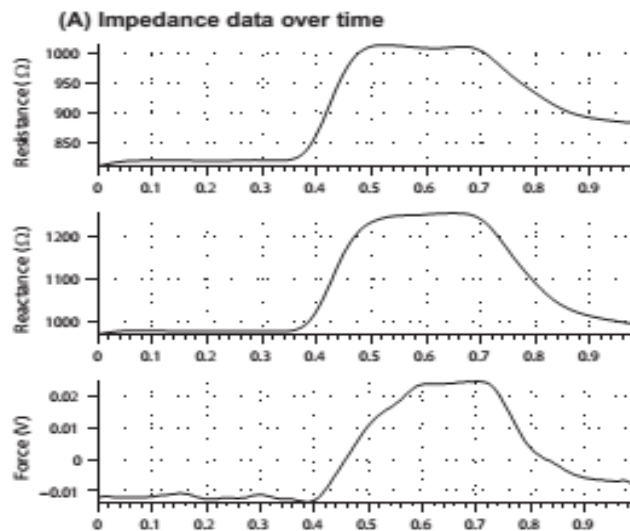 (A) Impedance data over time
Resistance (Ω)
1000
950
900
850
0 0.1 0.2 0.3 0.4 0.5 0.6 0.7 0.8 0.9
Reactance (Ω)
1200
1100
1000
0 0.1 0.2 0.3 0.4 0.5 0.6 0.7 0.8 0.9
Force (V)
0.02
0.01
0
−0.01
0 0.1 0.2 0.3 0.4 0.5 0.6 0.7 0.8 0.9